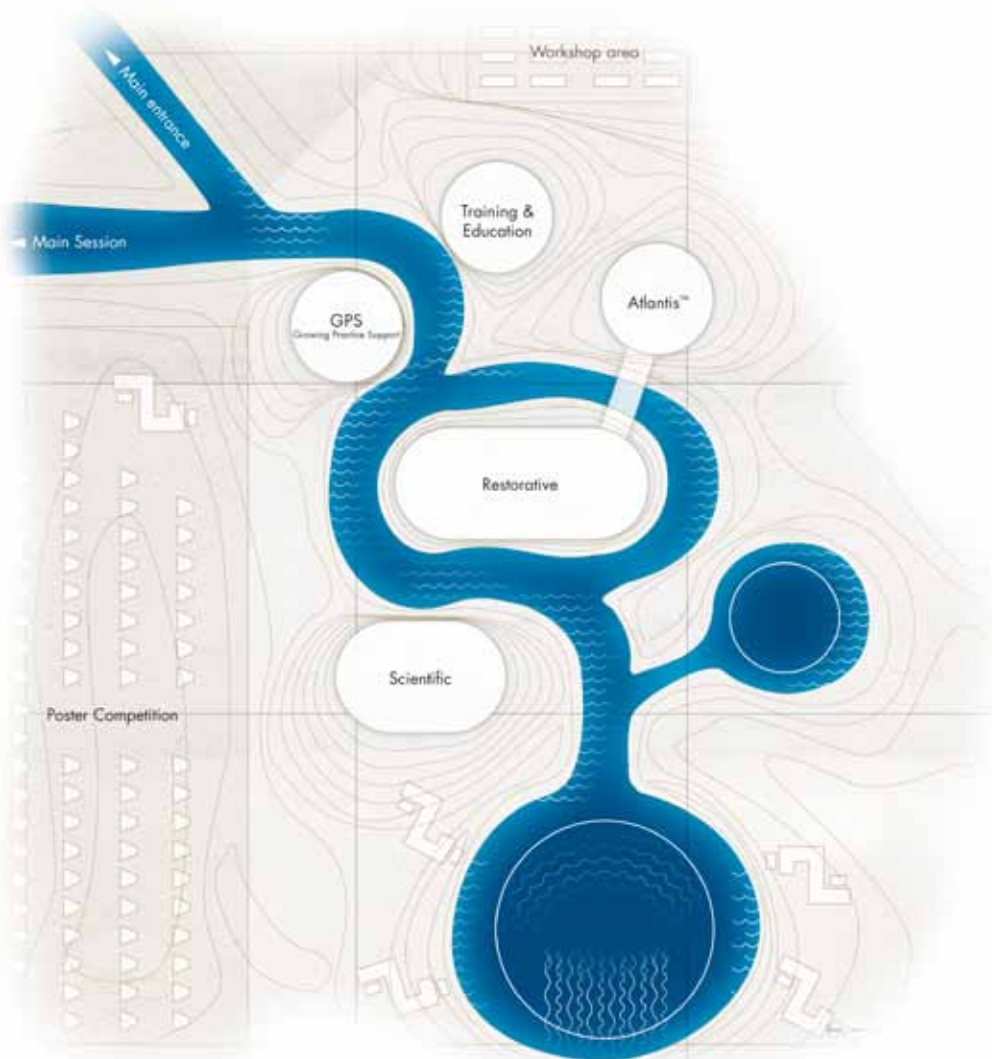 Workshop area
Main entrance
Training &
Education
Main Session
Atlantis™
GPS
Growing Practice Support
Restorative
Scientific
Poster Competition